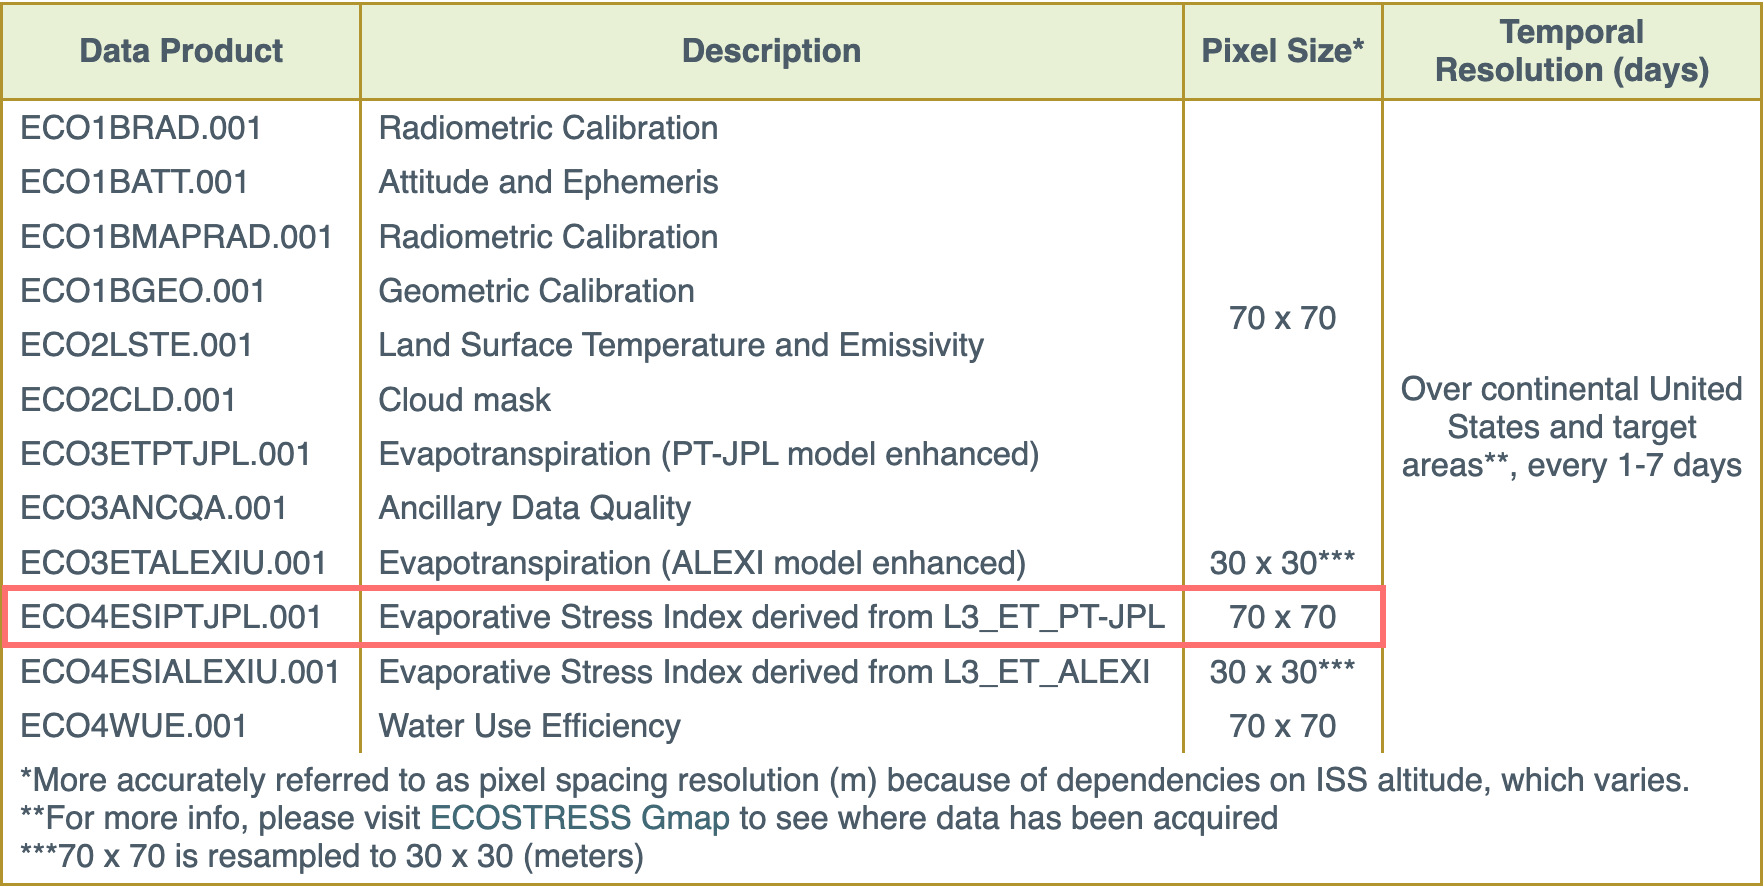 Data Product Description Pixel Size* Temporal Resolution (days)
ECO1BRAD.001 Radiometric Calibration
ECO1BATT.001 Attitude and Ephemeris
ECO1BMAPRAD.001 Radiometric Calibration
ECO1BGEO.001 Geometric Calibration
70 x 70
ECO2LSTE.001 Land Surface Temperature and Emissivity
ECO2CLD.001 Cloud mask
Over continental United
States and target
areas**, every 1-7 days
ECO3ETPTJPL.001 Evapotranspiration (PT-JPL model enhanced)
ECO3ANCQA.001 Ancillary Data Quality
ECO3ETALEXIU.001 Evapotranspiration (ALEXI model enhanced) 30 x 30***
ECO4ESIPTJPL.001 Evaporative Stress Index derived from L3_ET_PT-JPL 70 x 70
ECO4ESIALEXIU.001 Evaporative Stress Index derived from L3_ET_ALEXI 30 x 30***
ECO4WUE.001 Water Use Efficiency 70 x 70
*More accurately referred to as pixel spacing resolution (m) because of dependencies on ISS altitude, which varies.
**For more info, please visit ECOSTRESS Gmap to see where data has been acquired
***70 x 70 is resampled to 30 x 30 (meters)